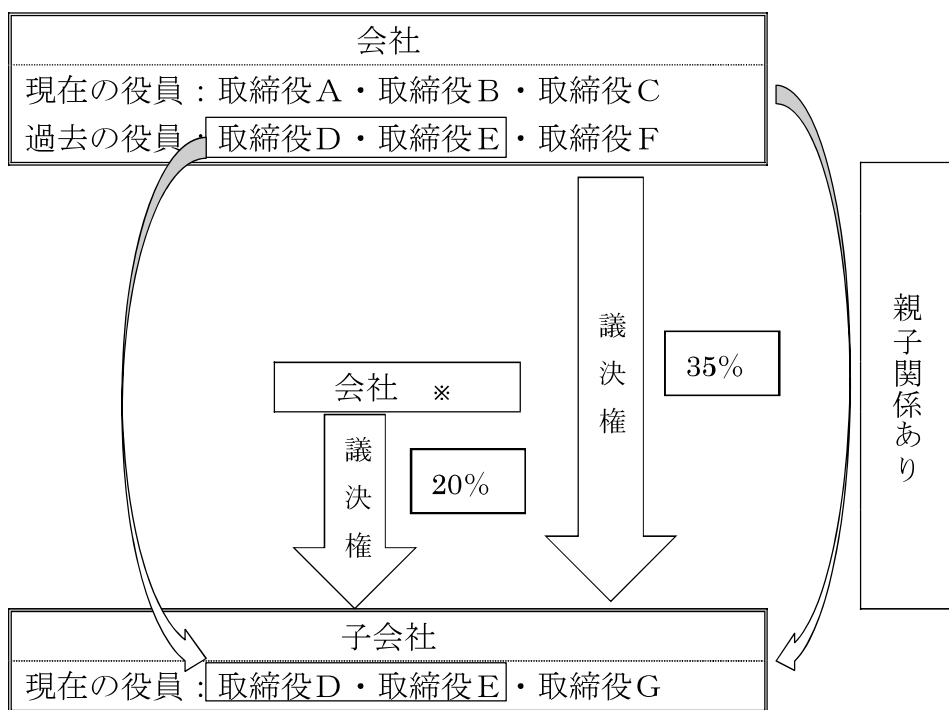 会社
現在の役員：取締役A・取締役B・取締役C
過去の役員：取締役D・取締役E・取締役F
親子関係あり
議決権
35％
会社 ※
議決権
20％
子会社
現在の役員：取締役D・取締役E・取締役G